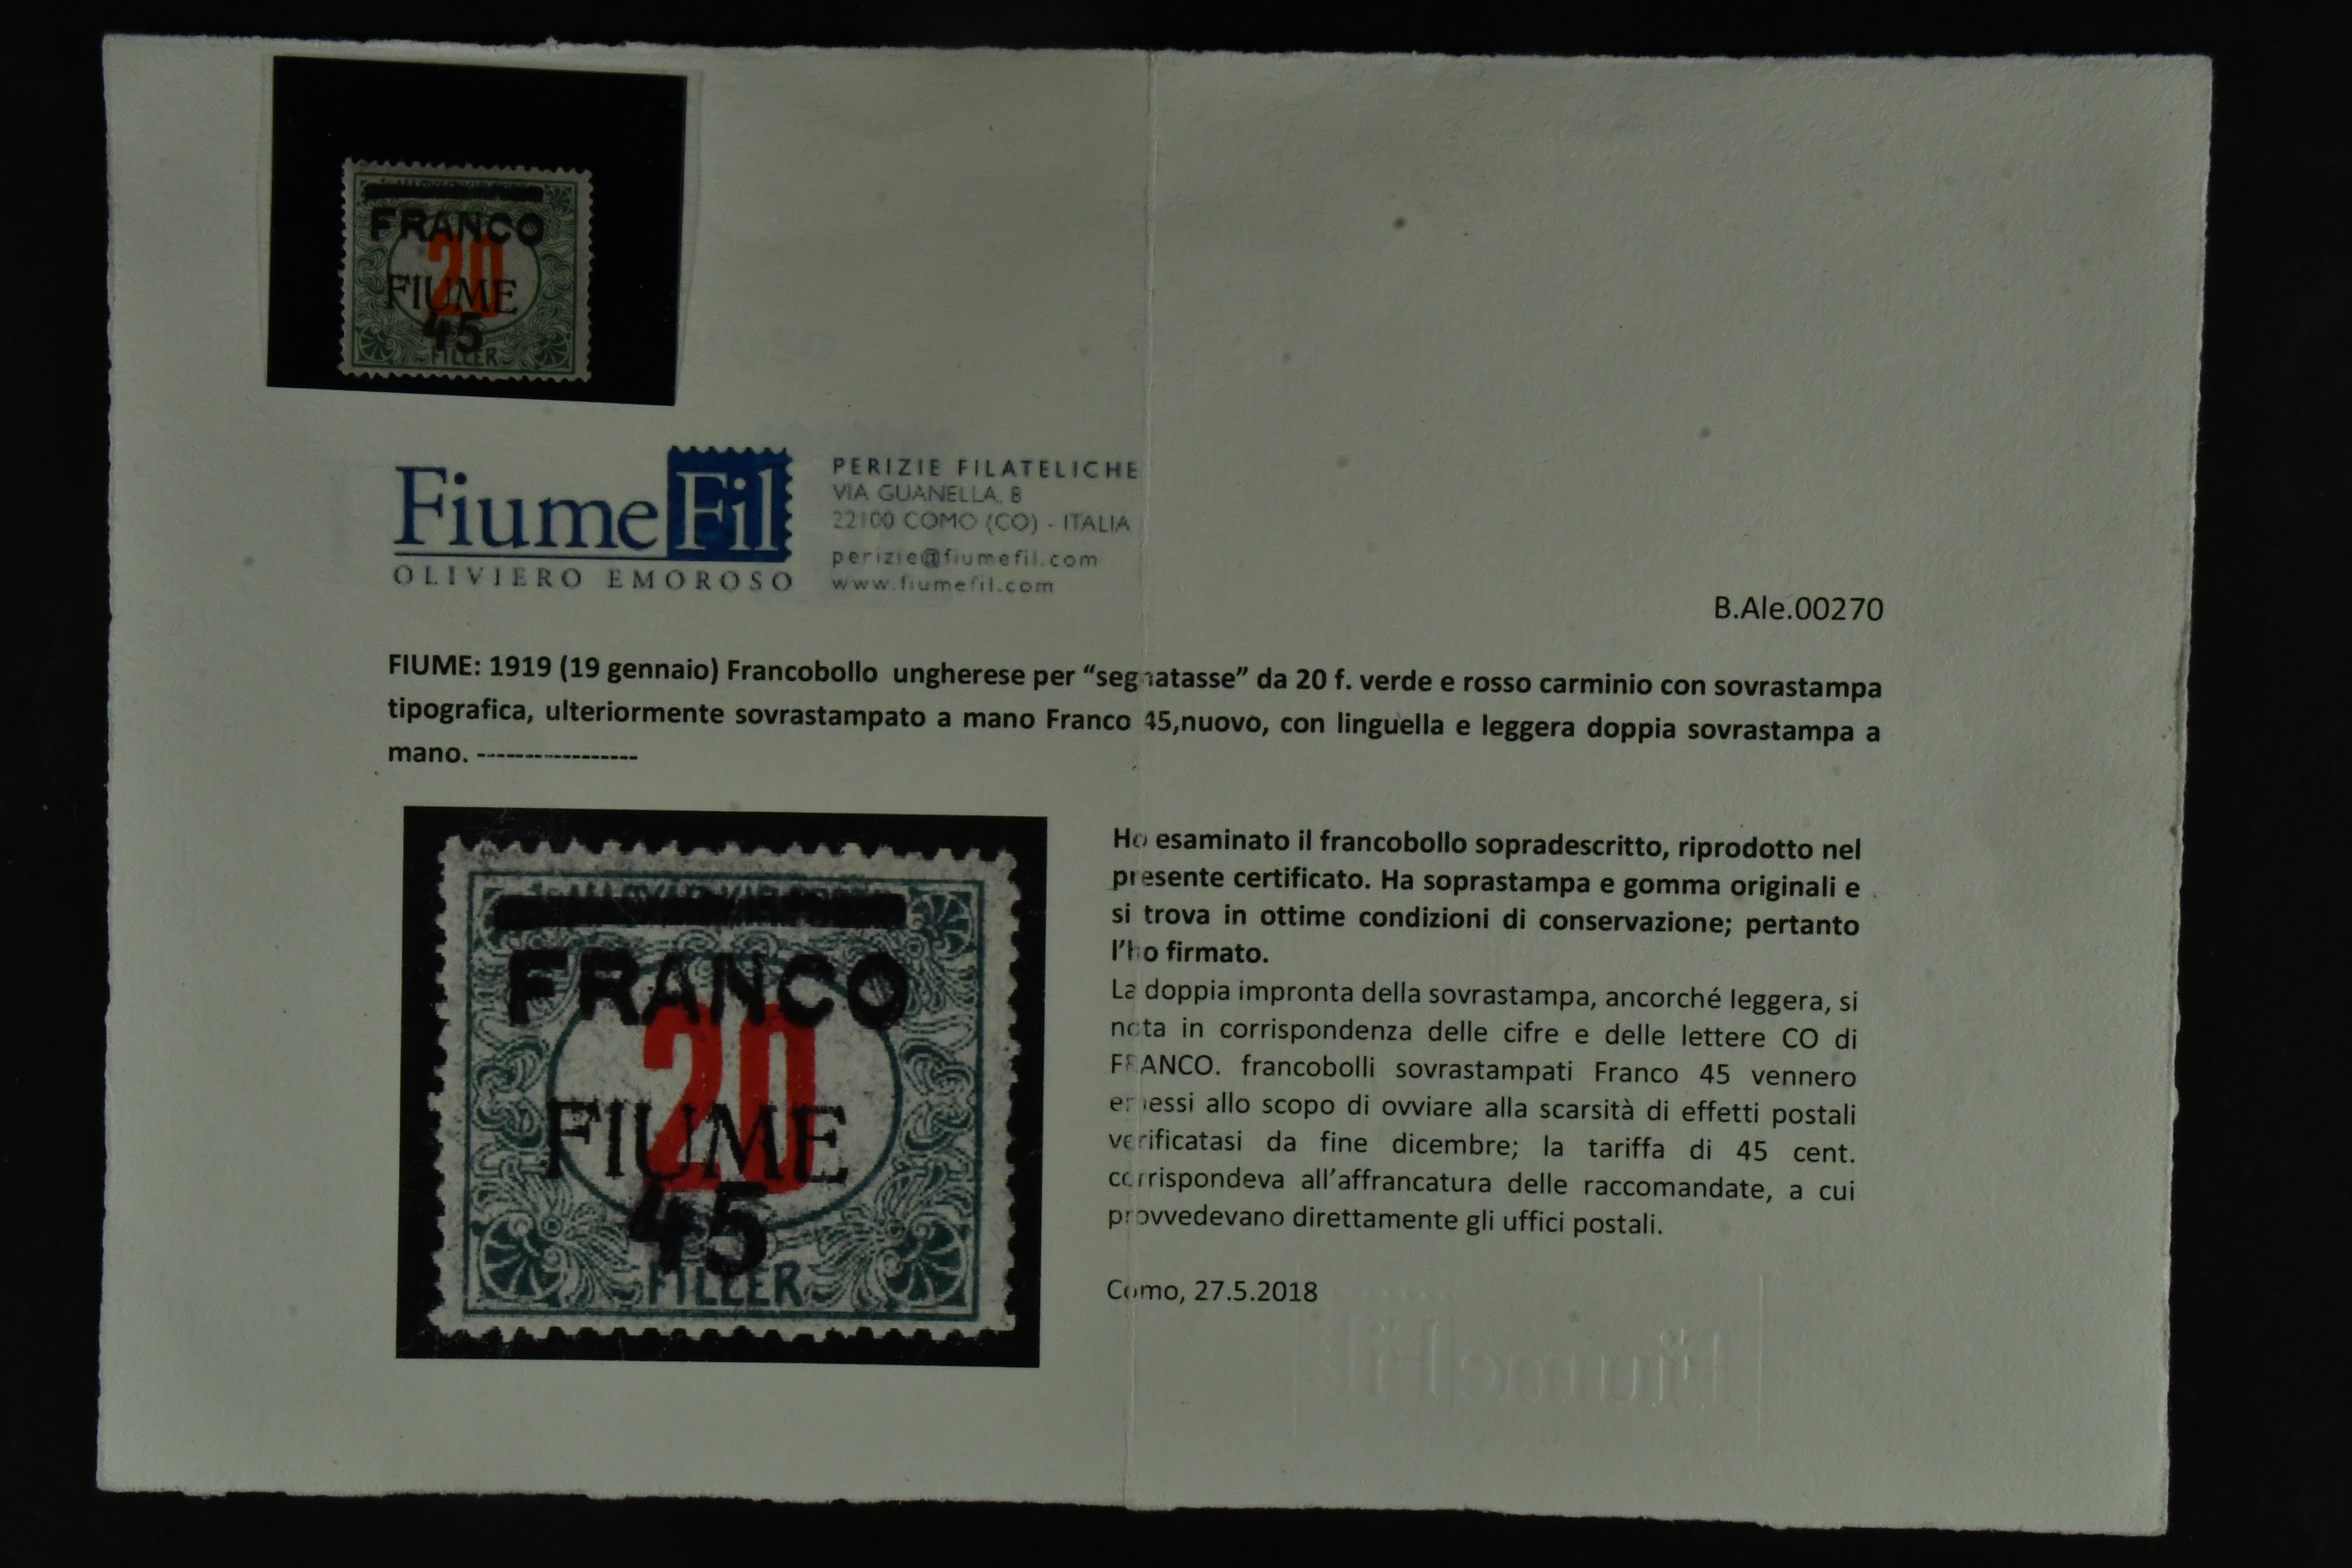 FRANCO
20
FIUME
45
FILLER
FiumeFil
OLIVIERO EMOROSO
PERIZIE FILATELICHE
VIA GUANELLA, 8
22100 COMO (CO) - ITALIA
perizie@fiumefil.com
www.fiumefil.com
B.Ale.00270
FIUME: 1919 (19 gennaio) Francobollo ungherese per “segnatasse” da 20 f. verde e rosso carminio con sovrastampa
tipografica, ulteriormente sovrastampato a mano Franco 45,nuovo, con linguella e leggera doppia sovrastampa a
mano. -----------------
FRANCO
20
FIUME
45
FILLER
Ho esaminato il francobollo sopradescritto, riprodotto nel
presente certificato. Ha soprastampa e gomma originali e
si trova in ottime condizioni di conservazione; pertanto
l’ho firmato.
La doppia impronta della sovrastampa, ancorché leggera, si
nota in corrispondenza delle cifre e delle lettere CO di
FRANCO. francobolli sovrastampati Franco 45 vennero
emessi allo scopo di ovviare alla scarsità di effetti postali
verificatasi da fine dicembre; la tariffa di 45 cent.
corrispondeva all’affrancatura delle raccomandate, a cui
provvedevano direttamente gli uffici postali.
Como, 27.5.2018
FiumeFil